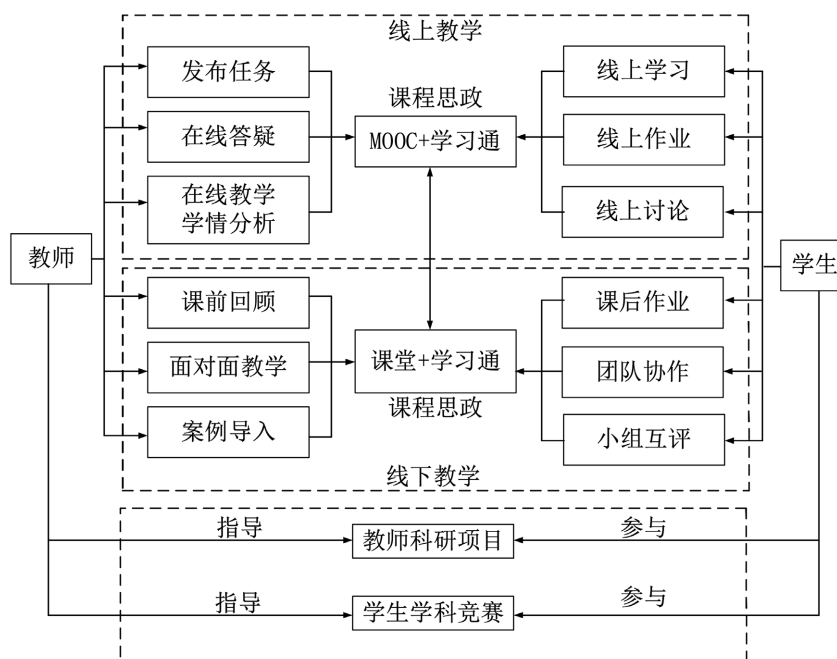 线上教学
发布任务
在线答疑
在线教学
学情分析
课程思政
MOOC+学习通
线上学习
线上作业
线上讨论
教师
学生
课前回顾
面对面教学
案例导入
课堂+学习通
课程思政
课后作业
团队协作
小组互评
线下教学
指导
教师科研项目
参与
指导
学生学科竞赛
参与